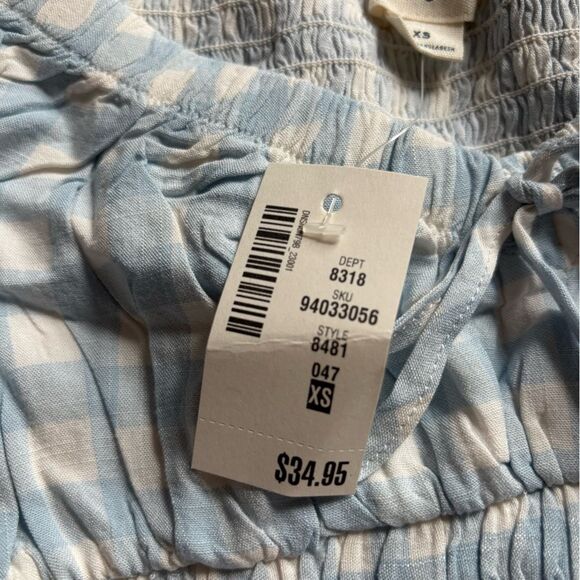 XS
DEPT
8318
SKU
94033056
STYLE
8481
047
XS
$34.95